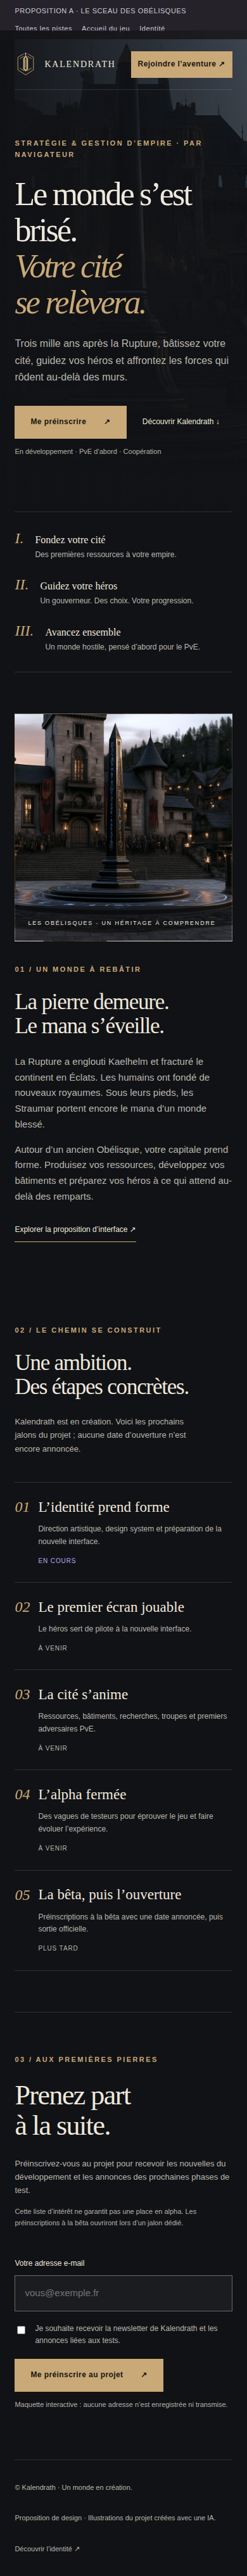 PROPOSITION A · LE SCEAU DES OBÉLISQUES
Toutes les pistes Accueil du jeu Identité
KALENDRATH
Rejoindre l’aventure ↗
STRATÉGIE & GESTION D’EMPIRE · PAR
NAVIGATEUR
Le monde s’est
brisé.
Votre cité
se relèvera.
Trois mille ans après la Rupture, bâtissez votre
cité, guidez vos héros et affrontez les forces qui
rôdent au-delà des murs.
Me préinscrire ↗
Découvrir Kalendrath ↓
En développement · PvE d’abord · Coopération
I. Fondez votre cité
Des premières ressources à votre empire.
II. Guidez votre héros
Un gouverneur. Des choix. Votre progression.
III. Avancez ensemble
Un monde hostile, pensé d’abord pour le PvE.
LES OBÉLISQUES · UN HÉRITAGE À COMPRENDRE
01 / UN MONDE À REBÂTIR
La pierre demeure.
Le mana s’éveille.
La Rupture a englouti Kaelhelm et fracturé le
continent en Éclats. Les humains ont fondé de
nouveaux royaumes. Sous leurs pieds, les
Straumar portent encore le mana d’un monde
blessé.
Autour d’un ancien Obélisque, votre capitale prend
forme. Produisez vos ressources, développez vos
bâtiments et préparez vos héros à ce qui attend au-
delà des remparts.
Explorer la proposition d’interface ↗
02 / LE CHEMIN SE CONSTRUIT
Une ambition.
Des étapes concrètes.
Kalendrath est en création. Voici les prochains
jalons du projet ; aucune date d’ouverture n’est
encore annoncée.
01 L’identité prend forme
Direction artistique, design system et préparation de la
nouvelle interface.
EN COURS
02 Le premier écran jouable
Le héros sert de pilote à la nouvelle interface.
À VENIR
03 La cité s’anime
Ressources, bâtiments, recherches, troupes et premiers
adversaires PvE.
À VENIR
04 L’alpha fermée
Des vagues de testeurs pour éprouver le jeu et faire
évoluer l’expérience.
À VENIR
05 La bêta, puis l’ouverture
Préinscriptions à la bêta avec une date annoncée, puis
sortie officielle.
PLUS TARD
03 / AUX PREMIÈRES PIERRES
Prenez part
à la suite.
Préinscrivez-vous au projet pour recevoir les nouvelles du
développement et les annonces des prochaines phases de
test.
Cette liste d’intérêt ne garantit pas une place en alpha. Les
préinscriptions à la bêta ouvriront lors d’un jalon dédié.
Votre adresse e-mail
vous@exemple.fr
Je souhaite recevoir la newsletter de Kalendrath et les
annonces liées aux tests.
Me préinscrire au projet ↗
Maquette interactive : aucune adresse n’est enregistrée ni transmise.
© Kalendrath · Un monde en création.
Proposition de design · Illustrations du projet créées avec une IA.
Découvrir l’identité ↗